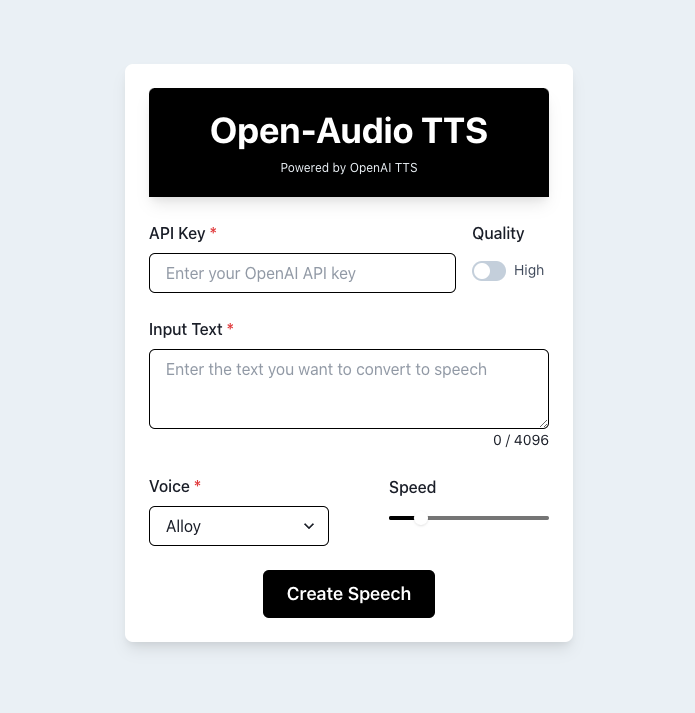 Open-Audio TTS
Powered by OpenAI TTS
API Key *
Quality
Enter your OpenAI API key
High
Input Text *
Enter the text you want to convert to speech
0 / 4096
Voice *
Speed
Alloy
Create Speech